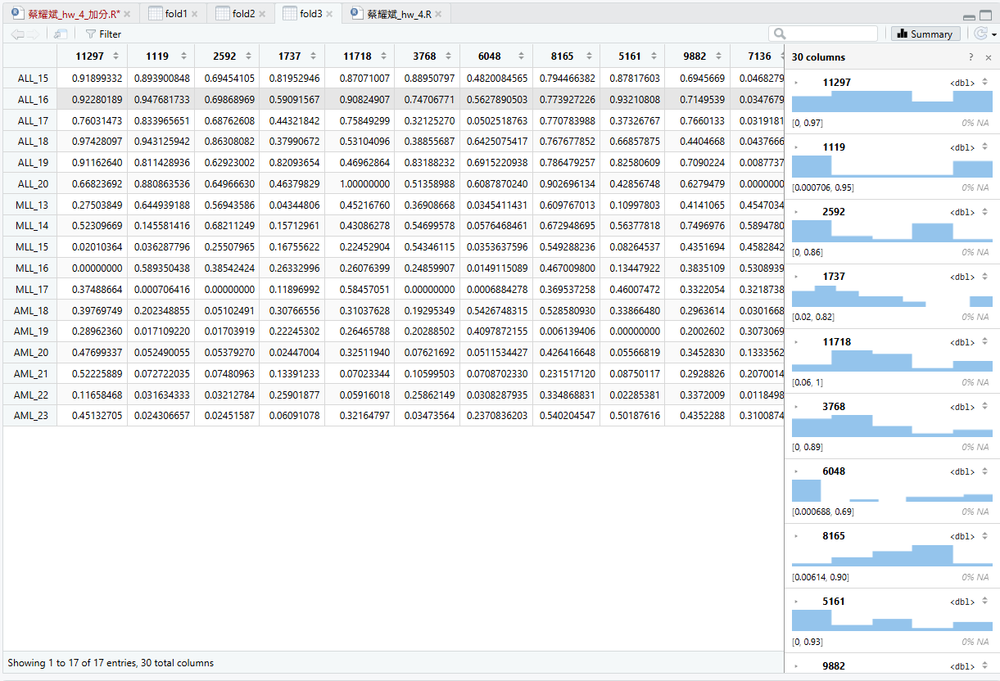 蔡耀斌_hw_4_加分.R* fold1 fold2 fold3 蔡耀斌_hw_4.R
Filter Summary
11297 1119 2592 1737 11718 3768 6048 8165 5161 9882 7136
ALL_15 0.91899332 0.893900848 0.69454105 0.81952946 0.87071007 0.88950797 0.4820084565 0.794466382 0.87817603 0.6945669 0.0468279
ALL_16 0.92280189 0.947681733 0.69868969 0.59091567 0.90824907 0.74706771 0.5627890503 0.773927226 0.93210808 0.7149539 0.0347679
ALL_17 0.76031473 0.833965651 0.68762608 0.44321842 0.75849299 0.32125270 0.0502518763 0.770783988 0.37326767 0.7660133 0.0319181
ALL_18 0.97428097 0.943125942 0.86308082 0.37990672 0.53104096 0.38855687 0.6425075417 0.767677852 0.66857875 0.4404668 0.0437666
ALL_19 0.91162640 0.811428936 0.62923002 0.82093654 0.46962864 0.83188232 0.6915220938 0.786479257 0.82580609 0.7090224 0.0087737
ALL_20 0.66823692 0.880863536 0.64966630 0.46379829 1.00000000 0.51358988 0.6087870240 0.902696134 0.42856748 0.6279479 0.0000000
MLL_13 0.27503849 0.644939188 0.56943586 0.04344806 0.45216760 0.36908668 0.0345411431 0.609767013 0.10997803 0.4141065 0.4547034
MLL_14 0.52309669 0.145581416 0.68211249 0.15712961 0.43086278 0.54699578 0.0576468461 0.672948695 0.56377818 0.7496976 0.5894780
MLL_15 0.02010364 0.036287796 0.25507965 0.16755622 0.22452904 0.54346115 0.0353637596 0.549288236 0.08264537 0.4351694 0.4582842
MLL_16 0.00000000 0.589350438 0.38542424 0.26332996 0.26076399 0.24859907 0.0149115089 0.467009800 0.13447922 0.3835109 0.5308939
MLL_17 0.37488664 0.000706416 0.00000000 0.11896992 0.58457051 0.00000000 0.0006884278 0.369537258 0.46007472 0.3322054 0.3218738
AML_18 0.39769749 0.202348855 0.05102491 0.30766556 0.31037628 0.19295349 0.5426748315 0.528580930 0.33866480 0.2963614 0.0301668
AML_19 0.28962360 0.017109220 0.01703919 0.22245302 0.26465788 0.20288502 0.4097872155 0.006139406 0.00000000 0.2002602 0.3073069
AML_20 0.47699337 0.052490055 0.05379270 0.02447004 0.32511940 0.07621692 0.0511534427 0.426416648 0.05566819 0.3452830 0.1333562
AML_21 0.52225889 0.072722035 0.07480963 0.13391233 0.07023344 0.10599503 0.0708702330 0.231517120 0.08750117 0.2928826 0.2070014
AML_22 0.11658468 0.031634333 0.03212784 0.25901877 0.05916018 0.25862149 0.0308287935 0.334868831 0.02285381 0.3372009 0.0118498
AML_23 0.45132705 0.024306657 0.02451587 0.06091078 0.32164797 0.03473564 0.2370836203 0.540204547 0.50187616 0.4352288 0.3100874
Showing 1 to 17 of 17 entries, 30 total columns
30 columns ?
11297 <dbl>
[0, 0.97] 0% NA
1119 <dbl>
[0.000706, 0.95] 0% NA
2592 <dbl>
[0, 0.86] 0% NA
1737 <dbl>
[0.02, 0.82] 0% NA
11718 <dbl>
[0.06, 1] 0% NA
3768 <dbl>
[0, 0.89] 0% NA
6048 <dbl>
[0.000688, 0.69] 0% NA
8165 <dbl>
[0.00614, 0.90] 0% NA
5161 <dbl>
[0, 0.93] 0% NA
9882 <dbl>